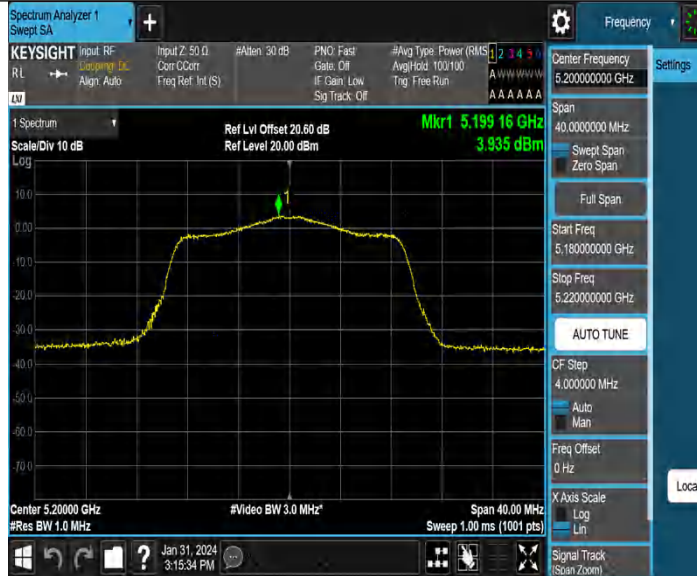 Spectrum Analyzer 1
Swept SA
+
Frequency
KEYSIGHT
RL
Input: RF
Coupling: DC
Align: Auto
Input Z: 50 Ω
Corr CCorr
Freq Ref: Int (S)
#Atten: 30 dB
PNO: Fast
Gate: Off
IF Gain: Low
Sig Track: Off
#Avg Type: Power (RMS
Avg|Hold: 100/100
Trig: Free Run
1 2 3 4 5 6
A W W W W W
A A A A A A
1 Spectrum
Scale/Div 10 dB
Ref Lvl Offset 20.60 dB
Ref Level 20.00 dBm
Mkr1 5.199 16 GHz
3.935 dBm
Log
1
10.0
0.00
-10.0
-20.0
-30.0
-40.0
-50.0
-60.0
-70.0
Center 5.20000 GHz
#Res BW 1.0 MHz
#Video BW 3.0 MHz*
Span 40.00 MHz
Sweep 1.00 ms (1001 pts)
?
Jan 31, 2024
3:15:34 PM
Center Frequency
5.200000000 GHz
Span
40.0000000 MHz
Swept Span
Zero Span
Full Span
Start Freq
5.180000000 GHz
Stop Freq
5.220000000 GHz
AUTO TUNE
CF Step
4.000000 MHz
Auto
Man
Freq Offset
0 Hz
X Axis Scale
Log
Lin
Signal Track
(Span Zoom)
Settings
Loca